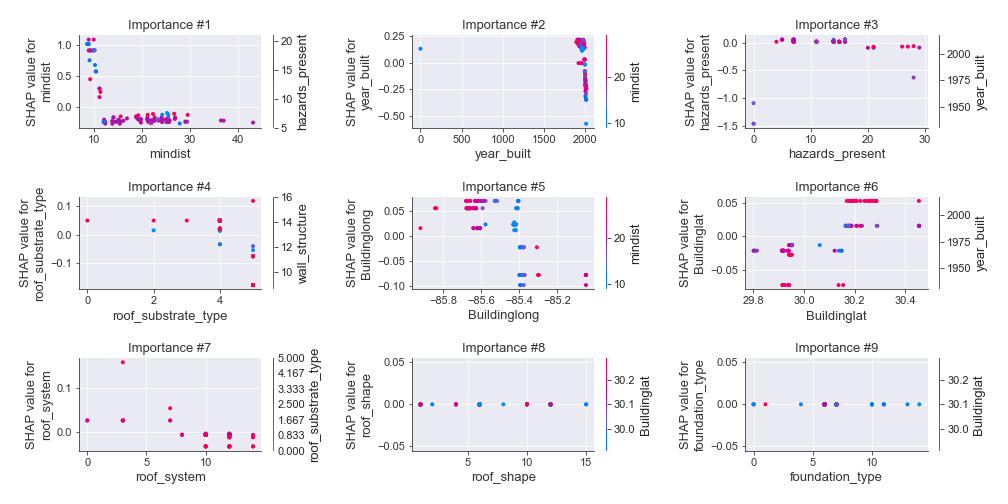 Importance #1
SHAP value for
mindist
1.0
0.5
0.0
10
20
30
40
mindist
20
15
10
5
hazards_present
Importance #2
SHAP value for
year_built
0.25
0.00
−0.25
−0.50
0
500
1000
1500
2000
year_built
20
10
mindist
Importance #3
SHAP value for
hazards_present
0.0
−0.5
−1.0
−1.5
0
10
20
30
hazards_present
2000
1975
1950
year_built
Importance #4
SHAP value for
roof_substrate_type
0.1
0.0
−0.1
0
2
4
roof_substrate_type
16
14
12
10
wall_structure
Importance #5
SHAP value for
Buildinglong
0.05
0.00
−0.05
−0.10
−85.8
−85.6
−85.4
−85.2
Buildinglong
20
10
mindist
Importance #6
SHAP value for
Buildinglat
0.05
0.00
−0.05
29.8
30.0
30.2
30.4
Buildinglat
2000
1975
1950
year_built
Importance #7
SHAP value for
roof_system
0.1
0.0
0
5
10
roof_system
5.000
4.167
3.333
2.500
1.667
0.833
0.000
roof_substrate_type
Importance #8
SHAP value for
roof_shape
0.05
0.00
−0.05
5
10
15
roof_shape
30.2
30.1
30.0
Buildinglat
Importance #9
SHAP value for
foundation_type
0.05
0.00
−0.05
0
5
10
foundation_type
30.2
30.1
30.0
Buildinglat